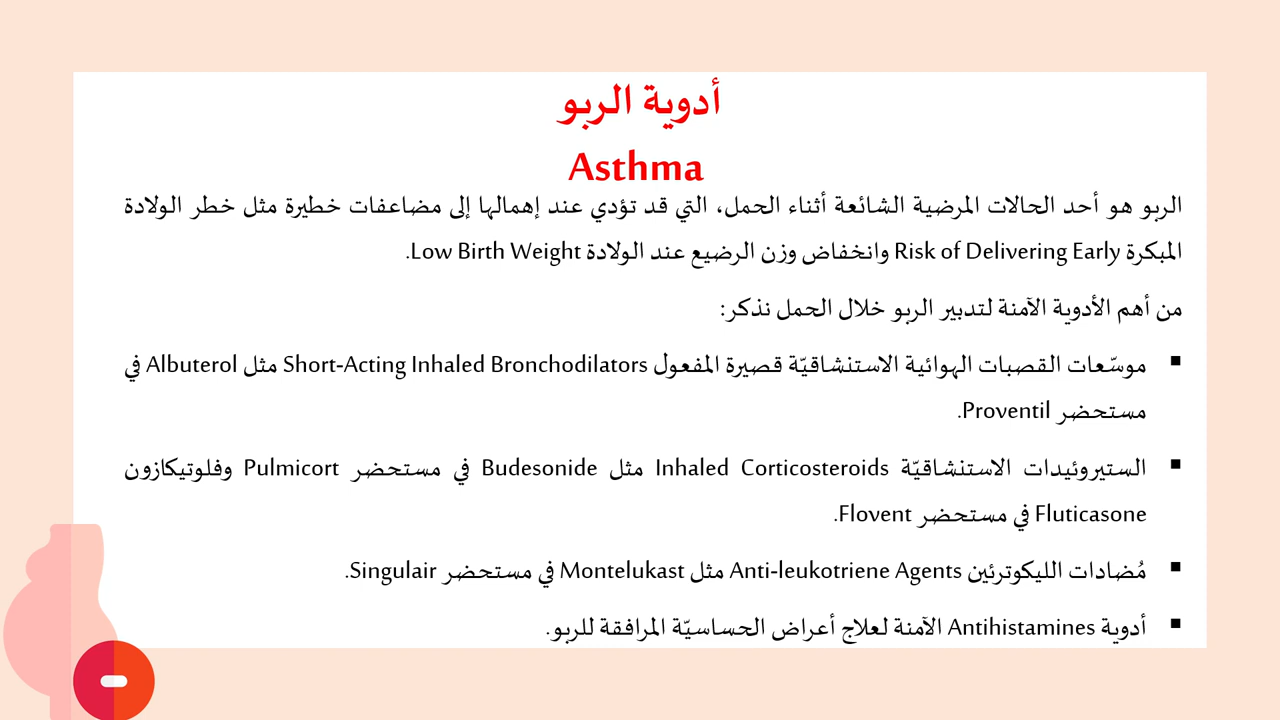 أدوية الربو
Asthma
الربو هو أحد الحالات المرضية الشائعة أثناء الحمل، التي قد تؤدي عند إهمالها إلى مضاعفات خطيرة مثل خطر الولادة
المبكرة Risk of Delivering Early وانخفاض وزن الرضيع عند الولادة Low Birth Weight.
من أهم الأدوية الآمنة لتدبير الربو خلال الحمل نذكر:
▪ موسّعات القصبات الهوائية الاستنشاقيّة قصيرة المفعول Short-Acting Inhaled Bronchodilators مثل Albuterol في
مستحضر Proventil.
▪ الستيروئيدات الاستنشاقيّة Inhaled Corticosteroids مثل Budesonide في مستحضر Pulmicort وفلوتيكازون
Fluticasone في مستحضر Flovent.
▪ مُضادات الليكوترئين Anti-leukotriene Agents مثل Montelukast في مستحضر Singulair.
▪ أدوية Antihistamines الآمنة لعلاج أعراض الحساسيّة المرافقة للربو.